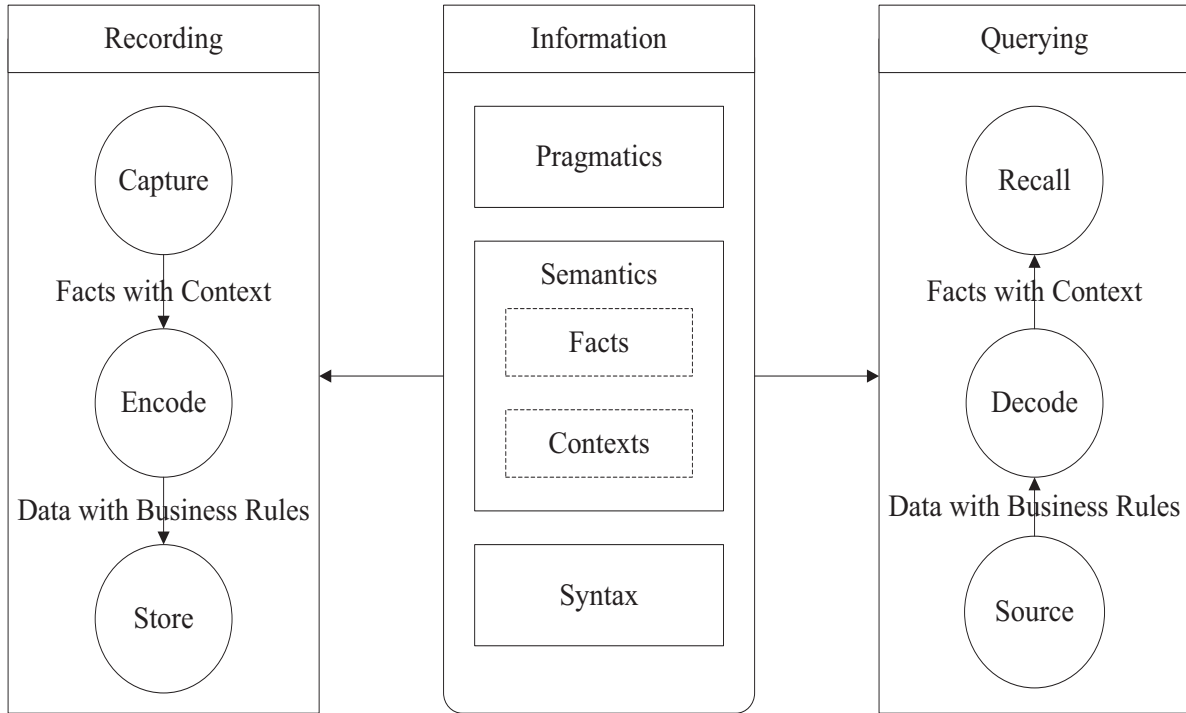 Recording
Capture
Facts with Context
Encode
Data with Business Rules
Store
Information
Pragmatics
Semantics
Facts
Contexts
Syntax
Querying
Recall
Facts with Context
Decode
Data with Business Rules
Source